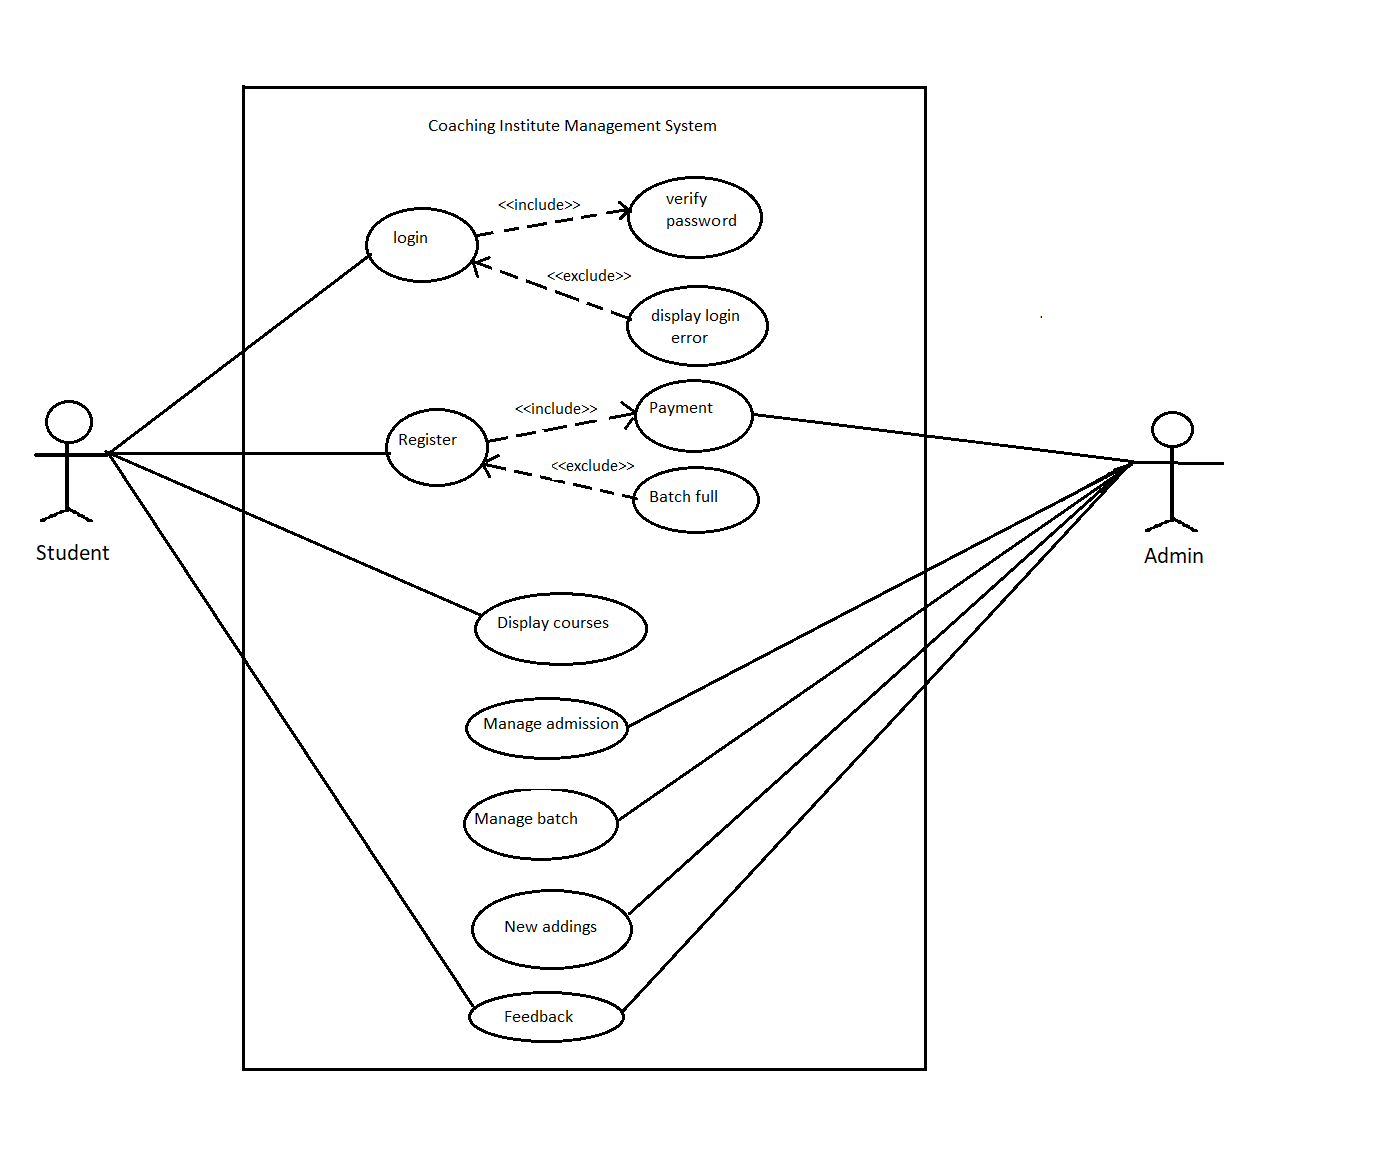 Coaching Institute Management System
<<include>>
verify
password
login
<<exclude>>
display login
error
<<include>>
Payment
Register
<<exclude>>
Batch full
Student
Admin
Display courses
Manage admission
Manage batch
New addings
Feedback